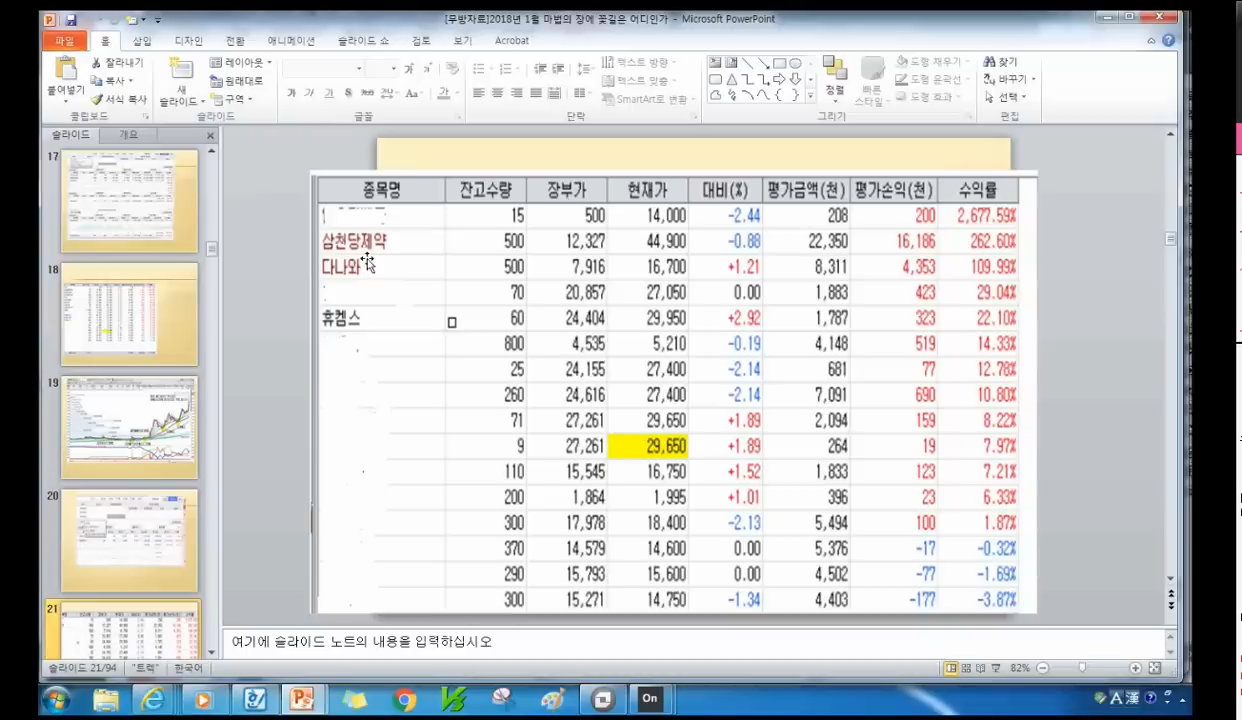 [무방자료]2018년 1월 마법의 장에 꽃길은 어디인가 - Microsoft PowerPoint
파일 홈 삽입 디자인 전환 애니메이션 슬라이드 쇼 검토 보기 Acrobat
붙여넣기 잘라내기 복사 서식 복사 클립보드
새 슬라이드 레이아웃 원래대로 구역 슬라이드
글꼴
텍스트 방향 텍스트 맞춤 SmartArt로 변환 단락
정렬 빠른 스타일 도형 채우기 도형 윤곽선 도형 효과 그리기
찾기 바꾸기 선택 편집
슬라이드 개요
17
18
19
20
21
종목명 잔고수량 장부가 현재가 대비(%) 평가금액(천) 평가손익(천) 수익률
15 500 14,000 -2.44 208 200 2,677.59%
삼천당제약 500 12,327 44,900 -0.88 22,350 16,186 262.60%
다나와 500 7,916 16,700 +1.21 8,311 4,353 109.99%
70 20,857 27,050 0.00 1,883 423 29.04%
휴켐스 60 24,404 29,950 +2.92 1,787 323 22.10%
800 4,535 5,210 -0.19 4,148 519 14.33%
25 24,155 27,400 -2.14 681 77 12.78%
260 24,616 27,400 -2.14 7,091 690 10.80%
71 27,261 29,650 +1.89 2,094 159 8.22%
9 27,261 29,650 +1.89 264 19 7.97%
110 15,545 16,750 +1.52 1,833 123 7.21%
200 1,864 1,995 +1.01 396 23 6.33%
300 17,978 18,400 -2.13 5,494 100 1.87%
370 14,579 14,600 0.00 5,376 -17 -0.32%
290 15,793 15,600 0.00 4,502 -77 -1.69%
300 15,271 14,750 -1.34 4,403 -177 -3.87%
여기에 슬라이드 노트의 내용을 입력하십시오
슬라이드 21/94 "트렉" 한국어 82%
On
A 漢